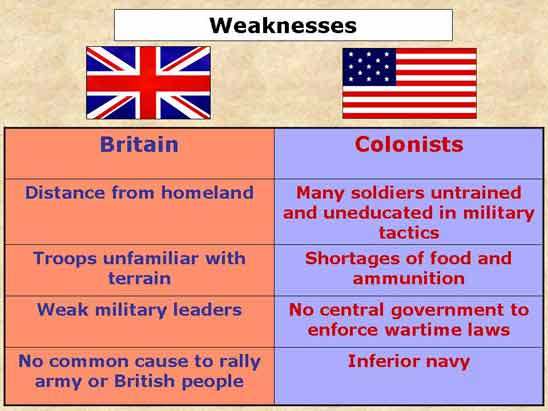 Weaknesses
Britain
Colonists
Distance from homeland
Many soldiers untrained
and uneducated in military
tactics
Troops unfamiliar with
terrain
Shortages of food and
ammunition
Weak military leaders
No central government to
enforce wartime laws
No common cause to rally
army or British people
Inferior navy